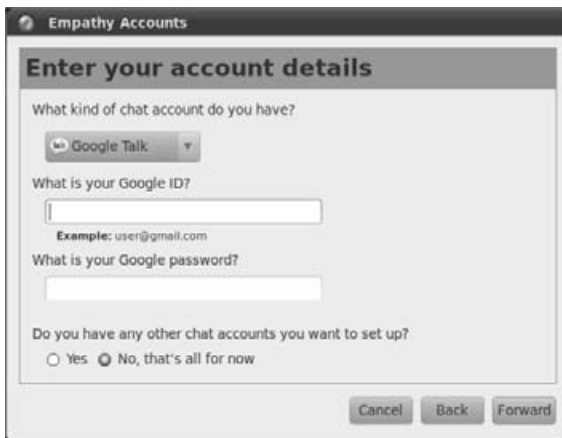 Empathy Accounts
Enter your account details
What kind of chat account do you have?
Google Talk
What is your Google ID?
Example: user@gmail.com
What is your Google password?
Do you have any other chat accounts you want to set up?
Yes No, that's all for now
Cancel Back Forward